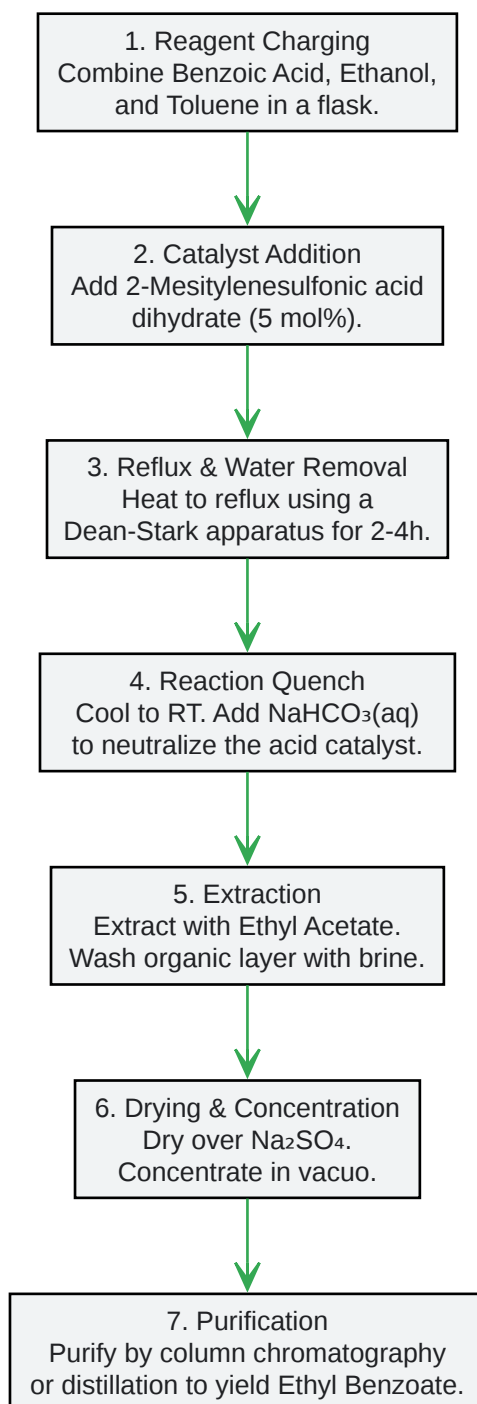 1. Reagent Charging
Combine Benzoic Acid, Ethanol,
and Toluene in a flask.
2. Catalyst Addition
Add 2-Mesitylenesulfonic acid
dihydrate (5 mol%).
3. Reflux & Water Removal
Heat to reflux using a
Dean-Stark apparatus for 2-4h.
4. Reaction Quench
Cool to RT. Add NaHCO₃(aq)
to neutralize the acid catalyst.
5. Extraction
Extract with Ethyl Acetate.
Wash organic layer with brine.
6. Drying & Concentration
Dry over Na₂SO₄.
Concentrate in vacuo.
7. Purification
Purify by column chromatography
or distillation to yield Ethyl Benzoate.